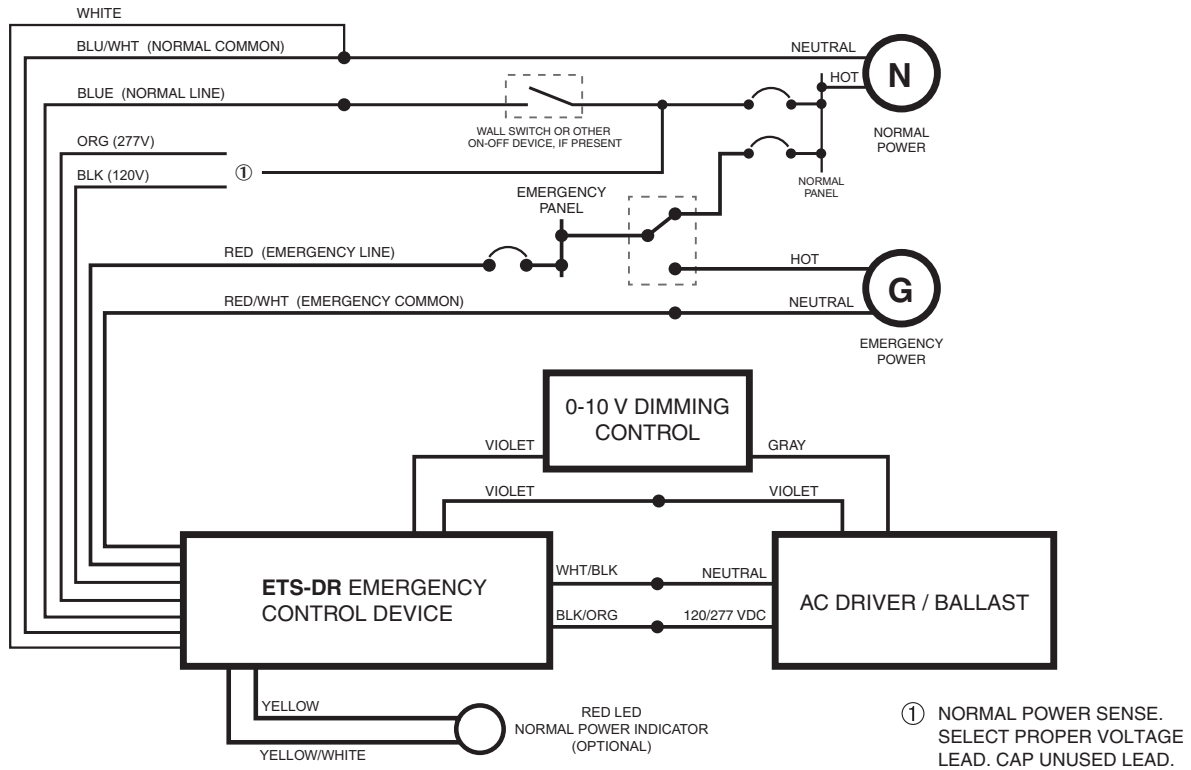 WHITE
BLU/WHT (NORMAL COMMON)
NEUTRAL
N
HOT
BLUE (NORMAL LINE)
WALL SWITCH OR OTHER
ON-OFF DEVICE, IF PRESENT
NORMAL
POWER
ORG (277V)
①
BLK (120V)
NORMAL
PANEL
EMERGENCY
PANEL
RED (EMERGENCY LINE)
HOT
G
RED/WHT (EMERGENCY COMMON)
NEUTRAL
EMERGENCY
POWER
0-10 V DIMMING
CONTROL
VIOLET
GRAY
VIOLET
VIOLET
ETS-DR EMERGENCY
CONTROL DEVICE
WHT/BLK
NEUTRAL
BLK/ORG
120/277 VDC
AC DRIVER / BALLAST
YELLOW
YELLOW/WHITE
RED LED
NORMAL POWER INDICATOR
(OPTIONAL)
① NORMAL POWER SENSE.
SELECT PROPER VOLTAGE
LEAD. CAP UNUSED LEAD.